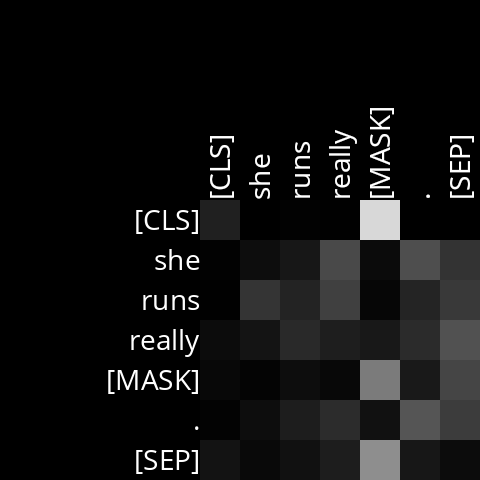 [CLS] she runs really [MASK] . [SEP]
[CLS]
she
runs
really
[MASK]
.
[SEP]